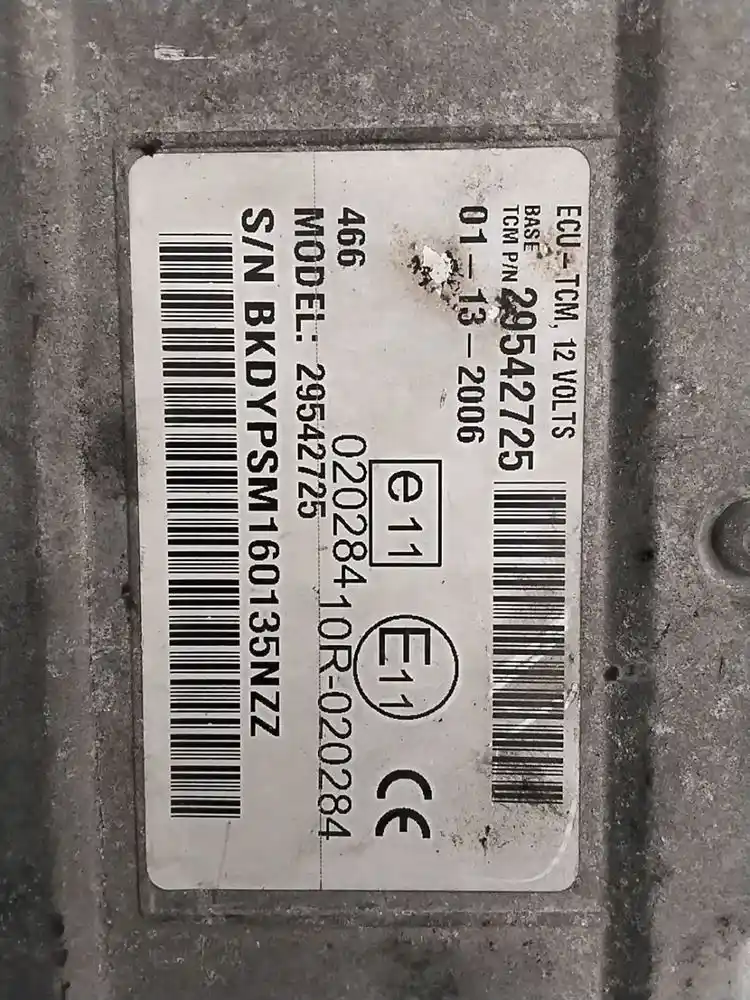 ECU-TCM, 12 VOLTS
BASE
TCM P/N 29542725
01-13-2006
e11
E11
CE
020284
10R-020284
466
MODEL: 29542725
S/N BKDYPSM160135NZZ